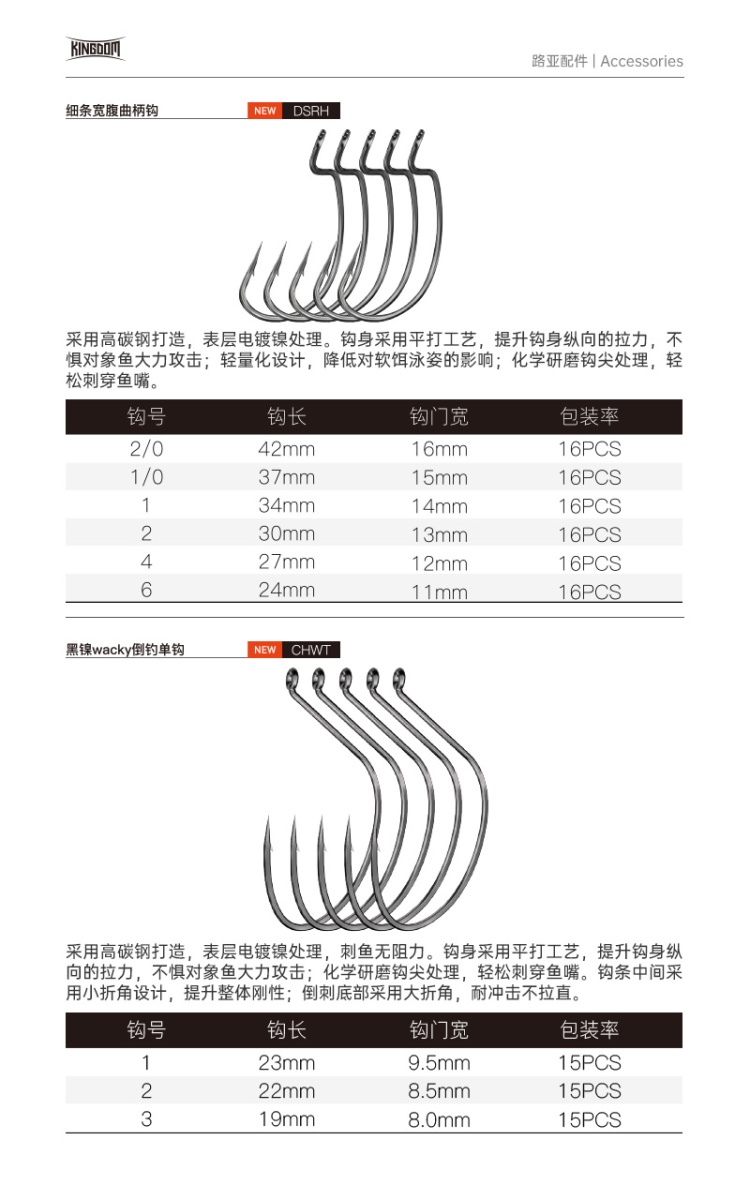 KINGDOM
路亚配件 | Accessories
细条宽腹曲柄钩 NEW DSRH
采用高碳钢打造，表层电镀镍处理。钩身采用平打工艺，提升钩身纵向的拉力，不
惧对象鱼大力攻击；轻量化设计，降低对软饵泳姿的影响；化学研磨钩尖处理，轻
松刺穿鱼嘴。
钩号 钩长 钩门宽 包装率
2/0 42mm 16mm 16PCS
1/0 37mm 15mm 16PCS
1 34mm 14mm 16PCS
2 30mm 13mm 16PCS
4 27mm 12mm 16PCS
6 24mm 11mm 16PCS
黑镍wacky倒钓单钩 NEW CHWT
采用高碳钢打造，表层电镀镍处理，刺鱼无阻力。钩身采用平打工艺，提升钩身纵
向的拉力，不惧对象鱼大力攻击；化学研磨钩尖处理，轻松刺穿鱼嘴。钩条中间采
用小折角设计，提升整体刚性；倒刺底部采用大折角，耐冲击不拉直。
钩号 钩长 钩门宽 包装率
1 23mm 9.5mm 15PCS
2 22mm 8.5mm 15PCS
3 19mm 8.0mm 15PCS